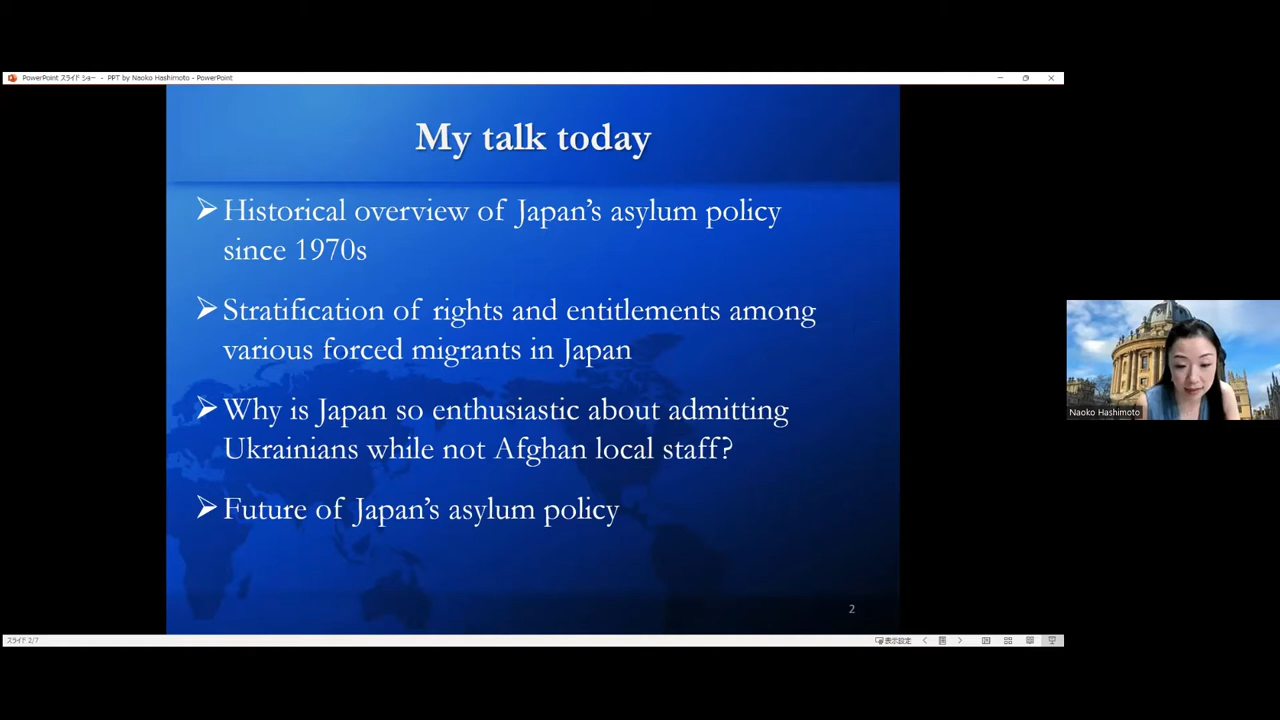 PowerPoint スライド ショー - PPT by Naoko Hashimoto - PowerPoint
My talk today
➢ Historical overview of Japan's asylum policy
since 1970s
➢ Stratification of rights and entitlements among
various forced migrants in Japan
➢ Why is Japan so enthusiastic about admitting
Ukrainians while not Afghan local staff?
➢ Future of Japan's asylum policy
2
Naoko Hashimoto
スライド 2/7
表示設定